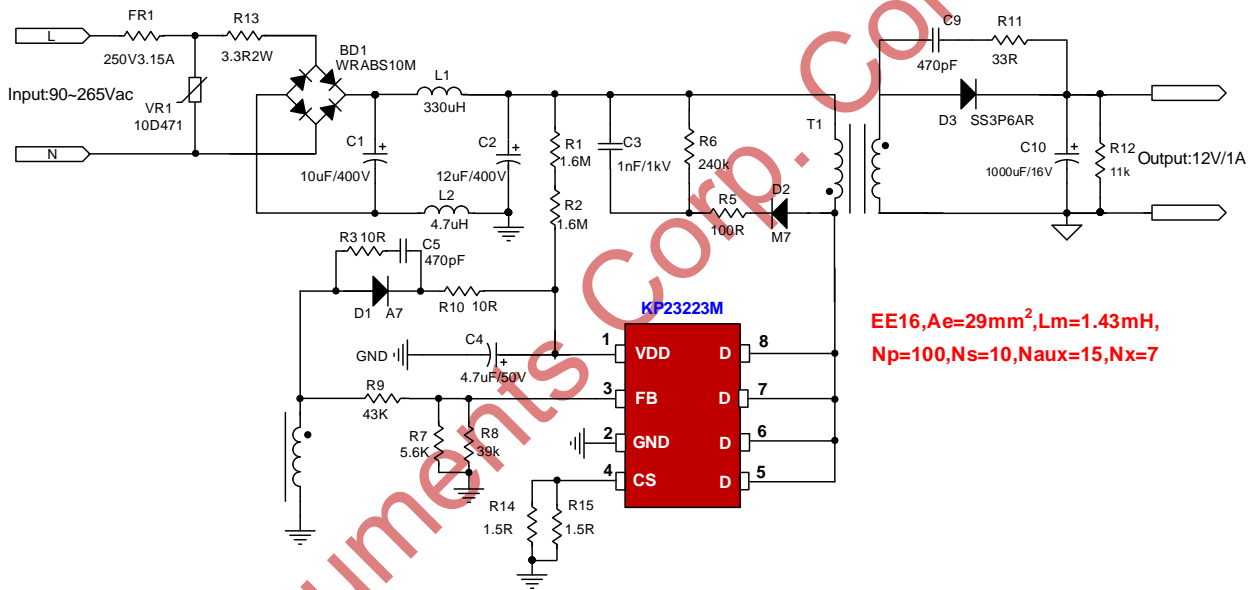 L
FR1
250V3.15A
R13
3.3R2W
BD1
WRABS10M
Input:90~265Vac
VR1
10D471
N
L1
330uH
C1
10uF/400V
C2
12uF/400V
L2
4.7uH
R1
1.6M
R2
1.6M
C3
1nF/1kV
R6
240k
R5
100R
D2
M7
T1
C9
470pF
R11
33R
D3 SS3P6AR
C10
1000uF/16V
R12
11k
Output:12V/1A
R3 10R
C5
470pF
D1 A7
R10 10R
GND
C4
4.7uF/50V
R9
43K
R7
5.6K
R8
39k
R14
1.5R
R15
1.5R
KP23223M
1 VDD D 8
3 FB D 7
2 GND D 6
4 CS D 5
EE16,Ae=29mm²,Lm=1.43mH,
Np=100,Ns=10,Naux=15,Nx=7
uments Corp. Co